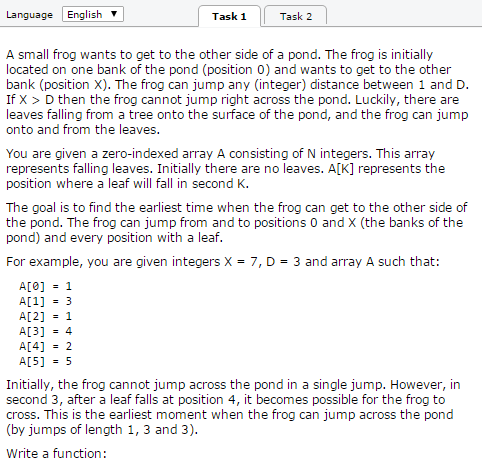 Language English ▼ Task 1 Task 2
A small frog wants to get to the other side of a pond. The frog is initially
located on one bank of the pond (position 0) and wants to get to the other
bank (position X). The frog can jump any (integer) distance between 1 and D.
If X > D then the frog cannot jump right across the pond. Luckily, there are
leaves falling from a tree onto the surface of the pond, and the frog can jump
onto and from the leaves.
You are given a zero-indexed array A consisting of N integers. This array
represents falling leaves. Initially there are no leaves. A[K] represents the
position where a leaf will fall in second K.
The goal is to find the earliest time when the frog can get to the other side of
the pond. The frog can jump from and to positions 0 and X (the banks of the
pond) and every position with a leaf.
For example, you are given integers X = 7, D = 3 and array A such that:
A[0] = 1
A[1] = 3
A[2] = 1
A[3] = 4
A[4] = 2
A[5] = 5
Initially, the frog cannot jump across the pond in a single jump. However, in
second 3, after a leaf falls at position 4, it becomes possible for the frog to
cross. This is the earliest moment when the frog can jump across the pond
(by jumps of length 1, 3 and 3).
Write a function: